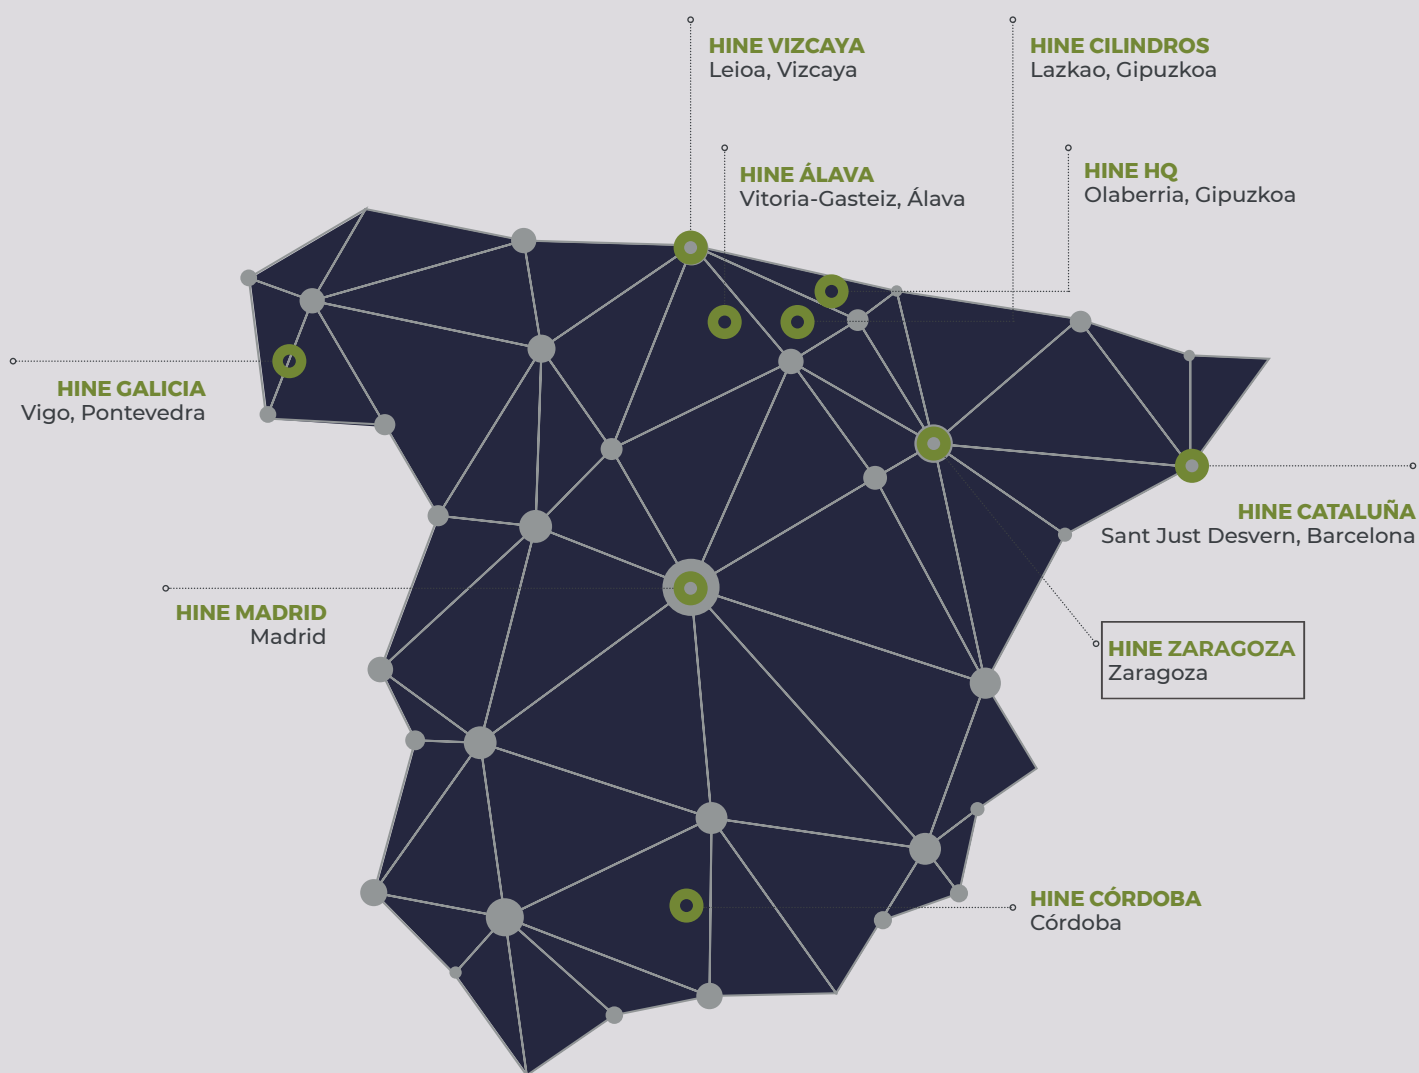 HINE VIZCAYA
Leioa, Vizcaya
HINE CILINDROS
Lazkao, Gipuzkoa
HINE ÁLAVA
Vitoria-Gasteiz, Álava
HINE HQ
Olaberria, Gipuzkoa
HINE GALICIA
Vigo, Pontevedra
HINE CATALUÑA
Sant Just Desvern, Barcelona
HINE MADRID
Madrid
HINE ZARAGOZA
Zaragoza
HINE CÓRDOBA
Córdoba